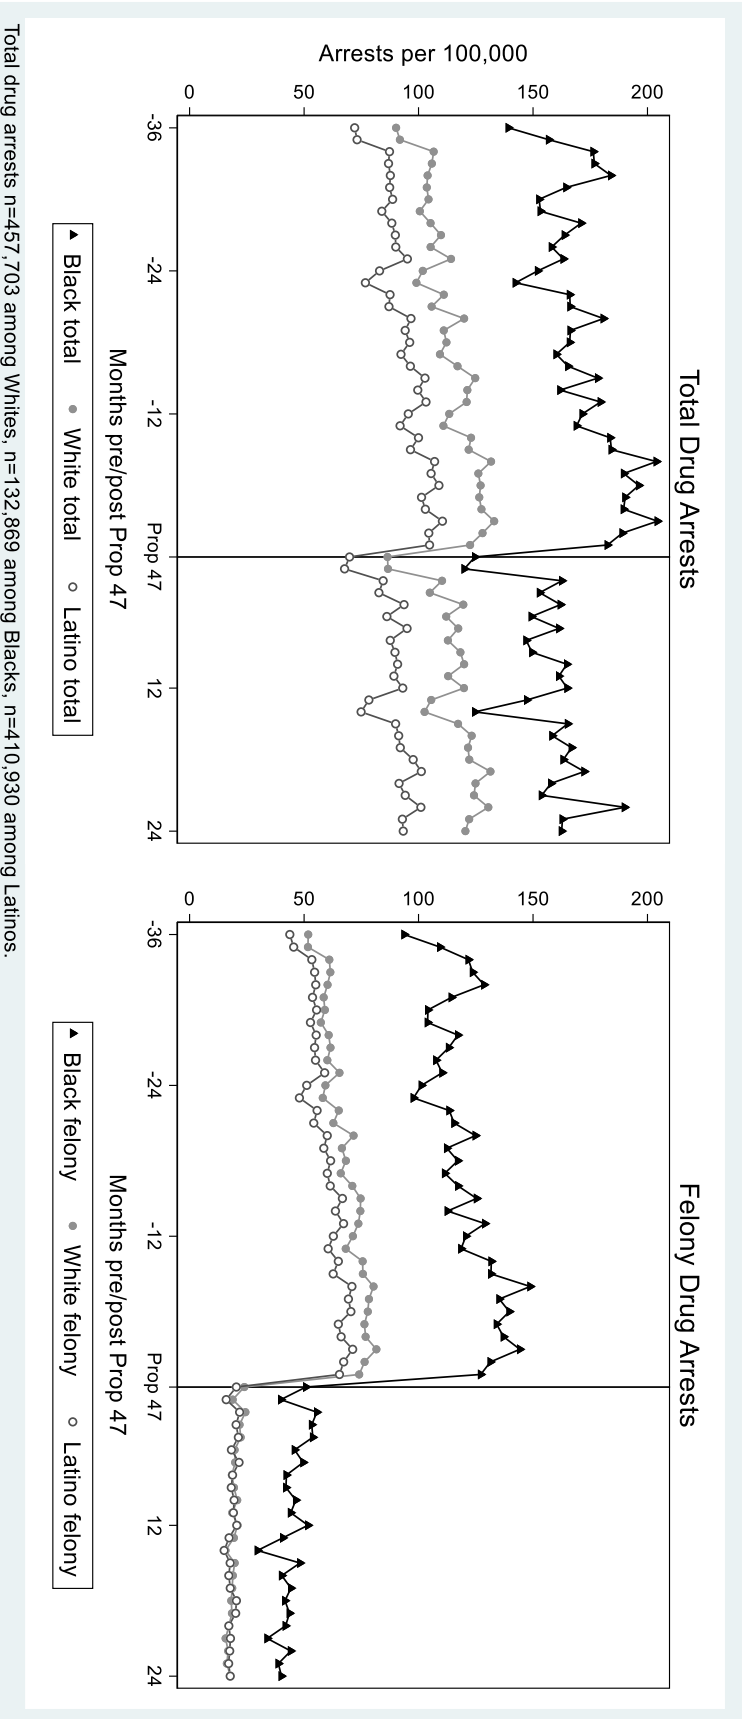 Total Drug Arrests
Arrests per 100,000
0 50 100 150 200
-36 -24 -12 Prop 47 12 24
Months pre/post Prop 47
Black total White total Latino total
Felony Drug Arrests
0 50 100 150 200
-36 -24 -12 Prop 47 12 24
Months pre/post Prop 47
Black felony White felony Latino felony
Total drug arrests n=457,703 among Whites, n=132,869 among Blacks, n=410,930 among Latinos.